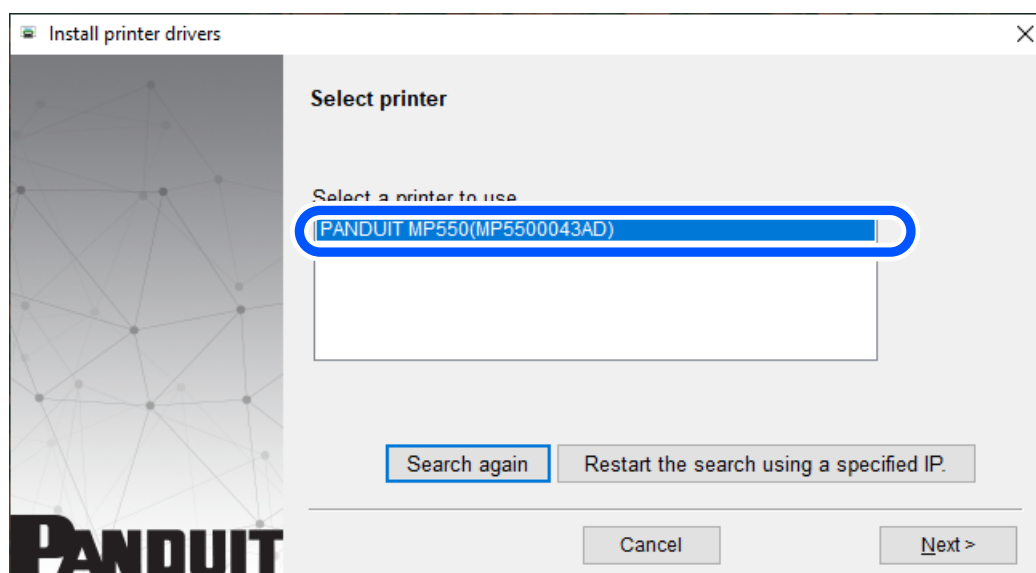 Install printer drivers
Select printer
Select a printer to use
PANDUIT MP550(MP5500043AD)
Search again
Restart the search using a specified IP.
Cancel
Next >
PANDUIT